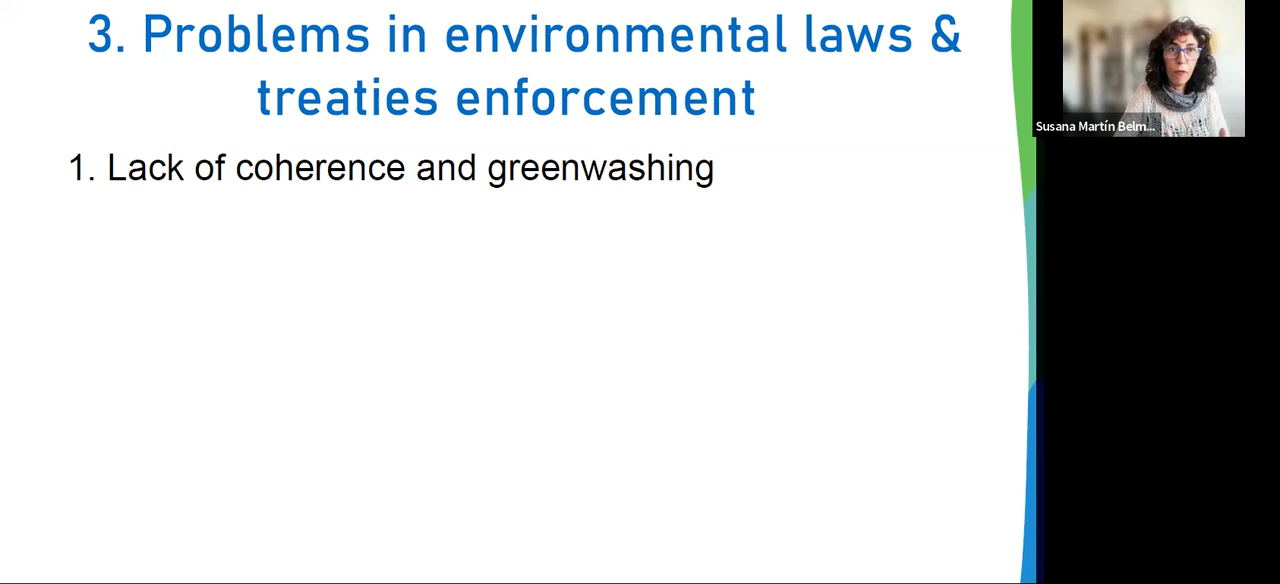 3. Problems in environmental laws &
treaties enforcement
1. Lack of coherence and greenwashing
Susana Martín Belm...